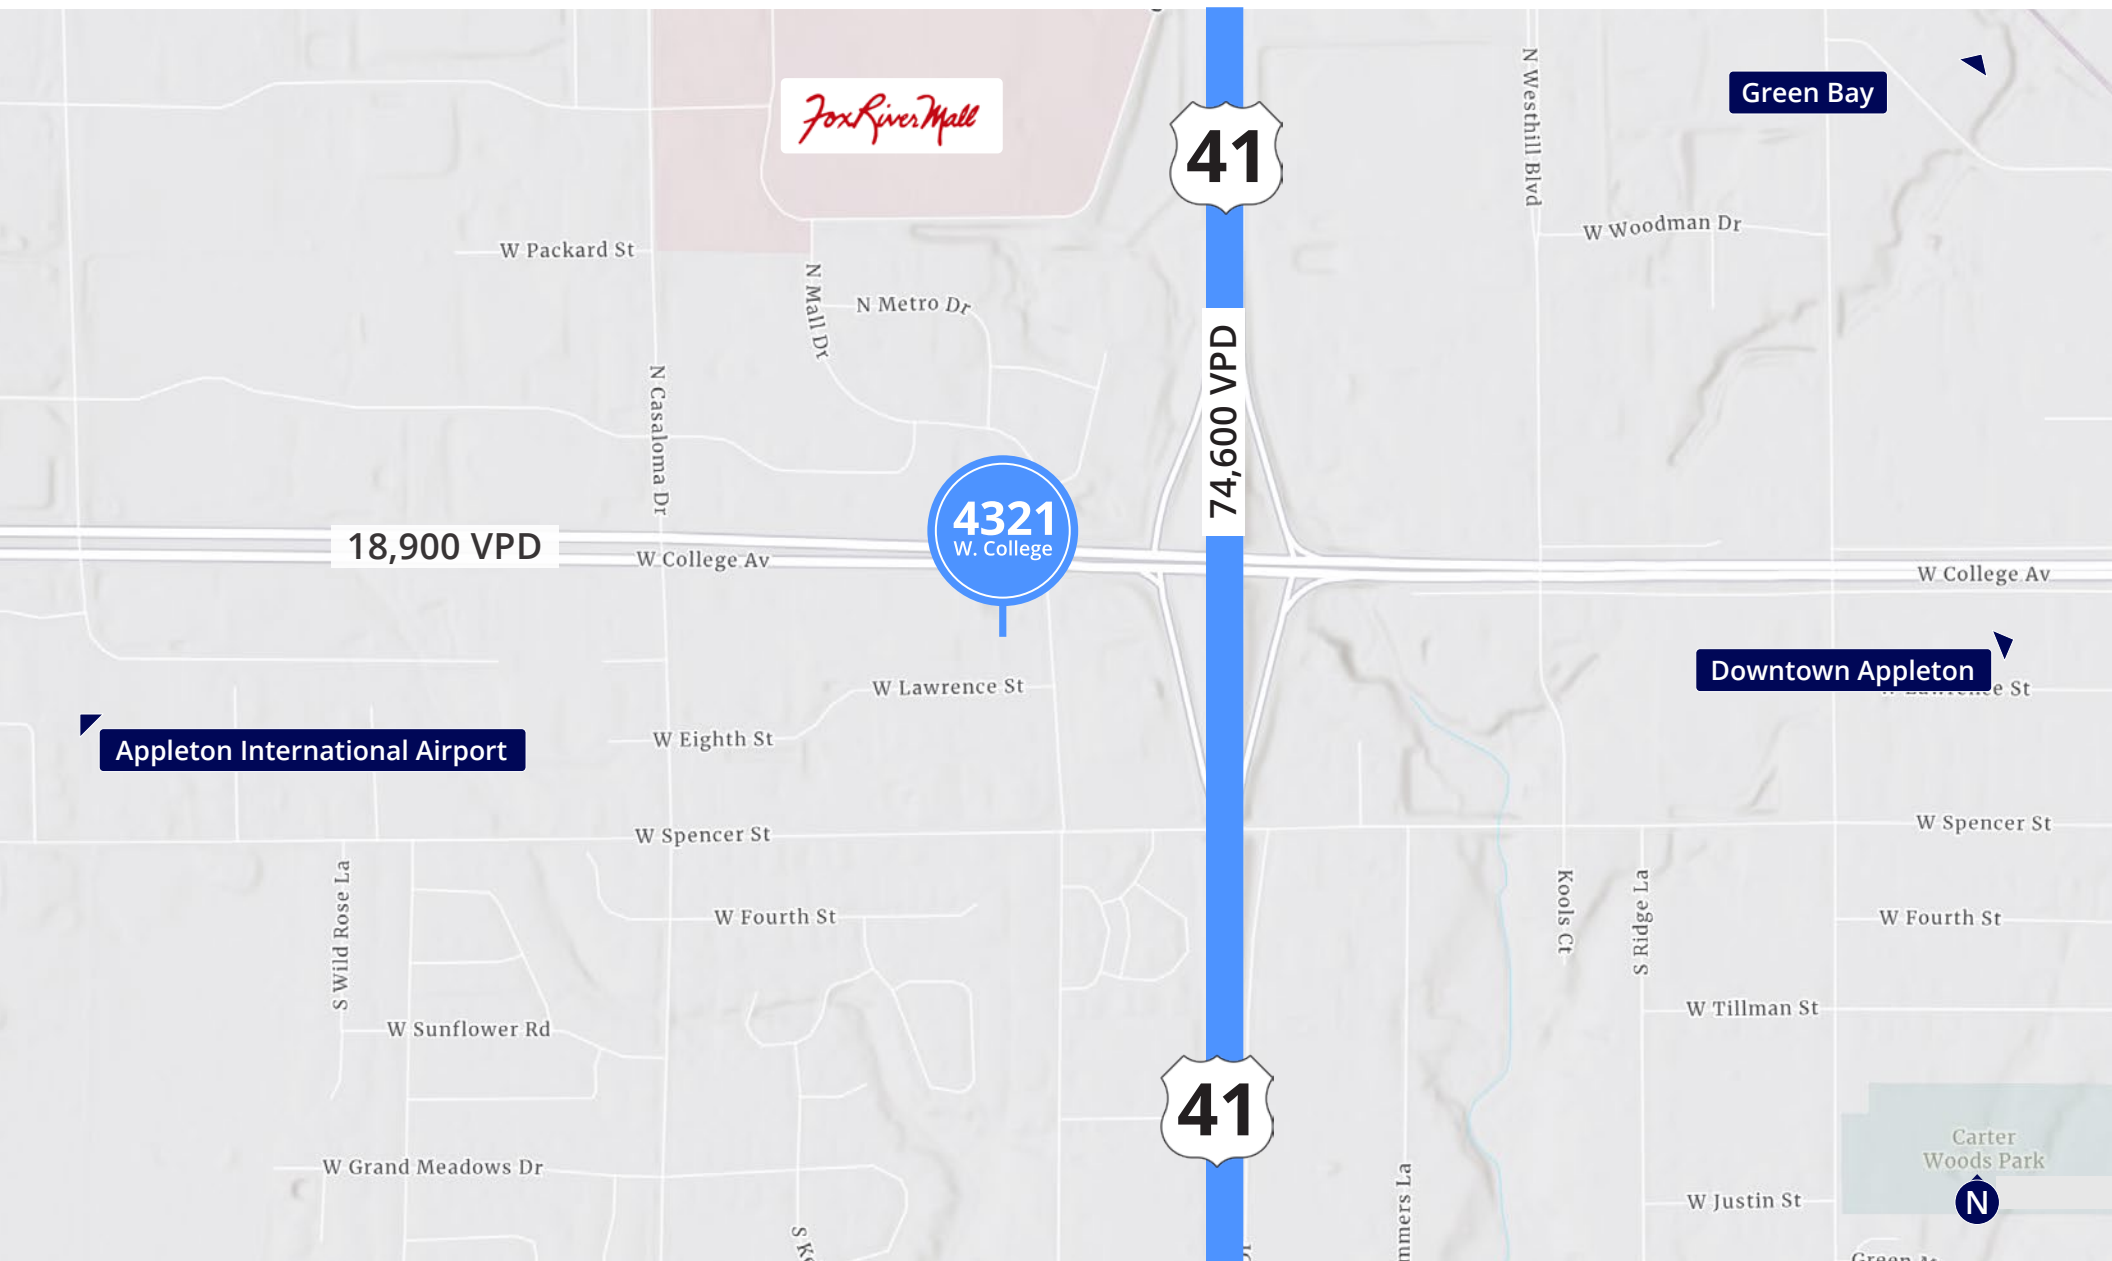 41
N Westhill Blvd
Green Bay
Fox River Mall
W Packard St
W Woodman Dr
N Mall Dr
N Metro Dr
74,600 VPD
N Casaloma Dr
4321
W. College
18,900 VPD
W College Av
W College Av
Downtown Appleton
W Lawrence St
W Lawrence St
Appleton International Airport
W Eighth St
W Spencer St
W Spencer St
S Wild Rose La
Kools Ct
S Ridge La
W Fourth St
W Fourth St
W Tillman St
W Sunflower Rd
41
Carter
Woods Park
W Grand Meadows Dr
W Justin St
N